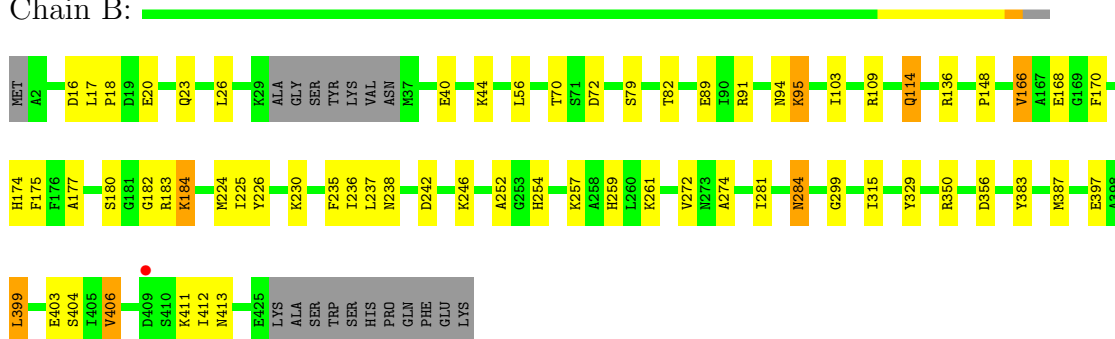 Chain B:
MET A2 D16 L17 P18 D19 E20 Q23 L26 K29 ALA GLY SER TYR LYS VAL ASN M37 E40 K44 L56 T70 S71 D72 S79 T82 E89 I90 R91 N94 K95 I103 R109 Q114 R136 P148 V166 A167 E168 G169 F170
H174 F175 F176 A177 S180 G181 G182 R183 K184 M224 I225 Y226 K230 F235 I236 L237 N238 D242 K246 A252 G253 H254 K257 A258 H259 L260 K261 V272 N273 A274 I281 N284 G299 I315 Y329 R350 D356 Y383 M387 E397 A398
L399 E403 S404 I405 V406 D409 S410 K411 I412 N413 E425 LYS ALA SER TRP SER HIS PRO GLN PHE GLU LYS